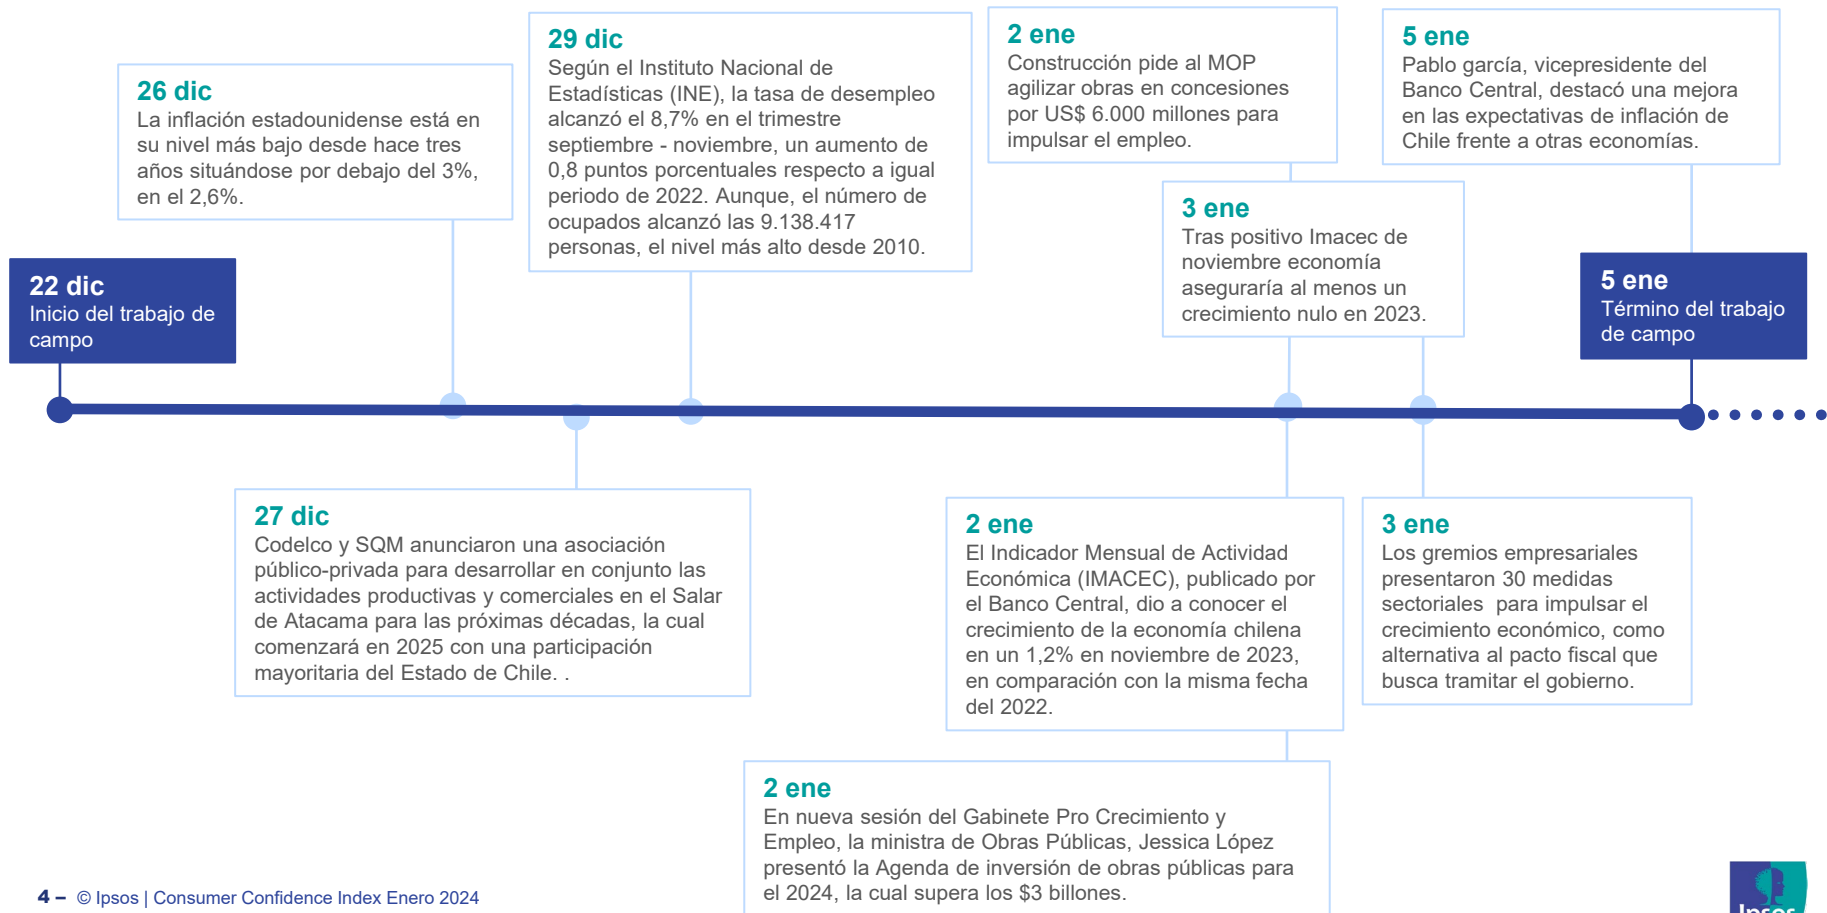 22 dic
Inicio del trabajo de
campo
26 dic
La inflación estadounidense está en
su nivel más bajo desde hace tres
años situándose por debajo del 3%,
en el 2,6%.
27 dic
Codelco y SQM anunciaron una asociación
público-privada para desarrollar en conjunto las
actividades productivas y comerciales en el Salar
de Atacama para las próximas décadas, la cual
comenzará en 2025 con una participación
mayoritaria del Estado de Chile. .
29 dic
Según el Instituto Nacional de
Estadísticas (INE), la tasa de desempleo
alcanzó el 8,7% en el trimestre
septiembre - noviembre, un aumento de
0,8 puntos porcentuales respecto a igual
periodo de 2022. Aunque, el número de
ocupados alcanzó las 9.138.417
personas, el nivel más alto desde 2010.
2 ene
Construcción pide al MOP
agilizar obras en concesiones
por US$ 6.000 millones para
impulsar el empleo.
2 ene
El Indicador Mensual de Actividad
Económica (IMACEC), publicado por
el Banco Central, dio a conocer el
crecimiento de la economía chilena
en un 1,2% en noviembre de 2023,
en comparación con la misma fecha
del 2022.
2 ene
En nueva sesión del Gabinete Pro Crecimiento y
Empleo, la ministra de Obras Públicas, Jessica López
presentó la Agenda de inversión de obras públicas para
el 2024, la cual supera los $3 billones.
3 ene
Tras positivo Imacec de
noviembre economía
aseguraría al menos un
crecimiento nulo en 2023.
3 ene
Los gremios empresariales
presentaron 30 medidas
sectoriales  para impulsar el
crecimiento económico, como
alternativa al pacto fiscal que
busca tramitar el gobierno.
5 ene
Pablo garcía, vicepresidente del
Banco Central, destacó una mejora
en las expectativas de inflación de
Chile frente a otras economías.
5 ene
Término del trabajo
de campo
4 – © Ipsos | Consumer Confidence Index Enero 2024
Ipsos